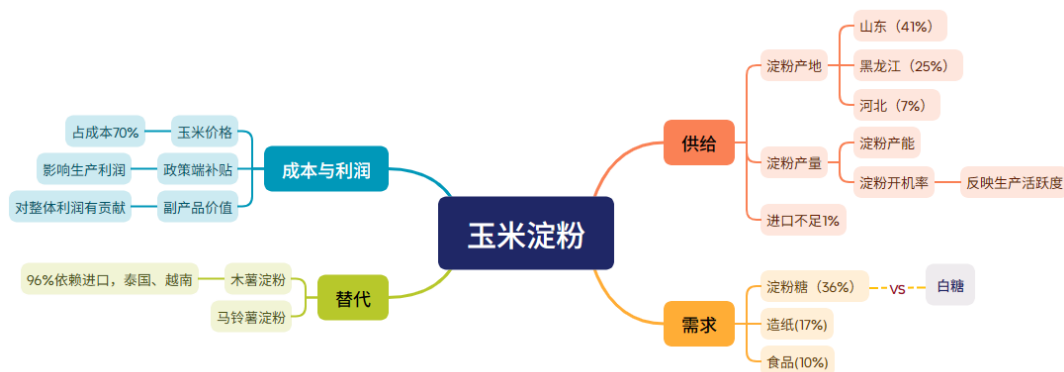 玉米淀粉
供给
淀粉产地
山东（41%）
黑龙江（25%）
河北（7%）
淀粉产量
淀粉产能
淀粉开机率
反映生产活跃度
进口不足1%
需求
淀粉糖（36%）
vs
白糖
造纸(17%)
食品(10%)
成本与利润
玉米价格
占成本70%
政策端补贴
影响生产利润
副产品价值
对整体利润有贡献
替代
木薯淀粉
96%依赖进口，泰国、越南
马铃薯淀粉